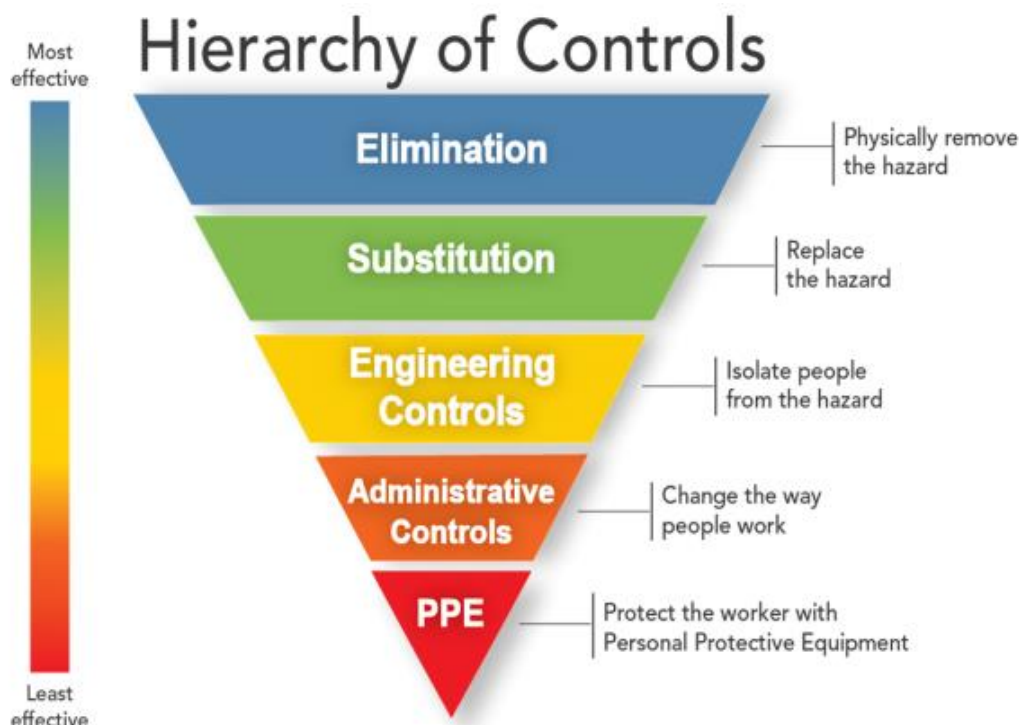 Hierarchy of Controls
Most
effective
Elimination
Physically remove
the hazard
Substitution
Replace
the hazard
Engineering
Controls
Isolate people
from the hazard
Administrative
Controls
Change the way
people work
PPE
Protect the worker with
Personal Protective Equipment
Least
effective